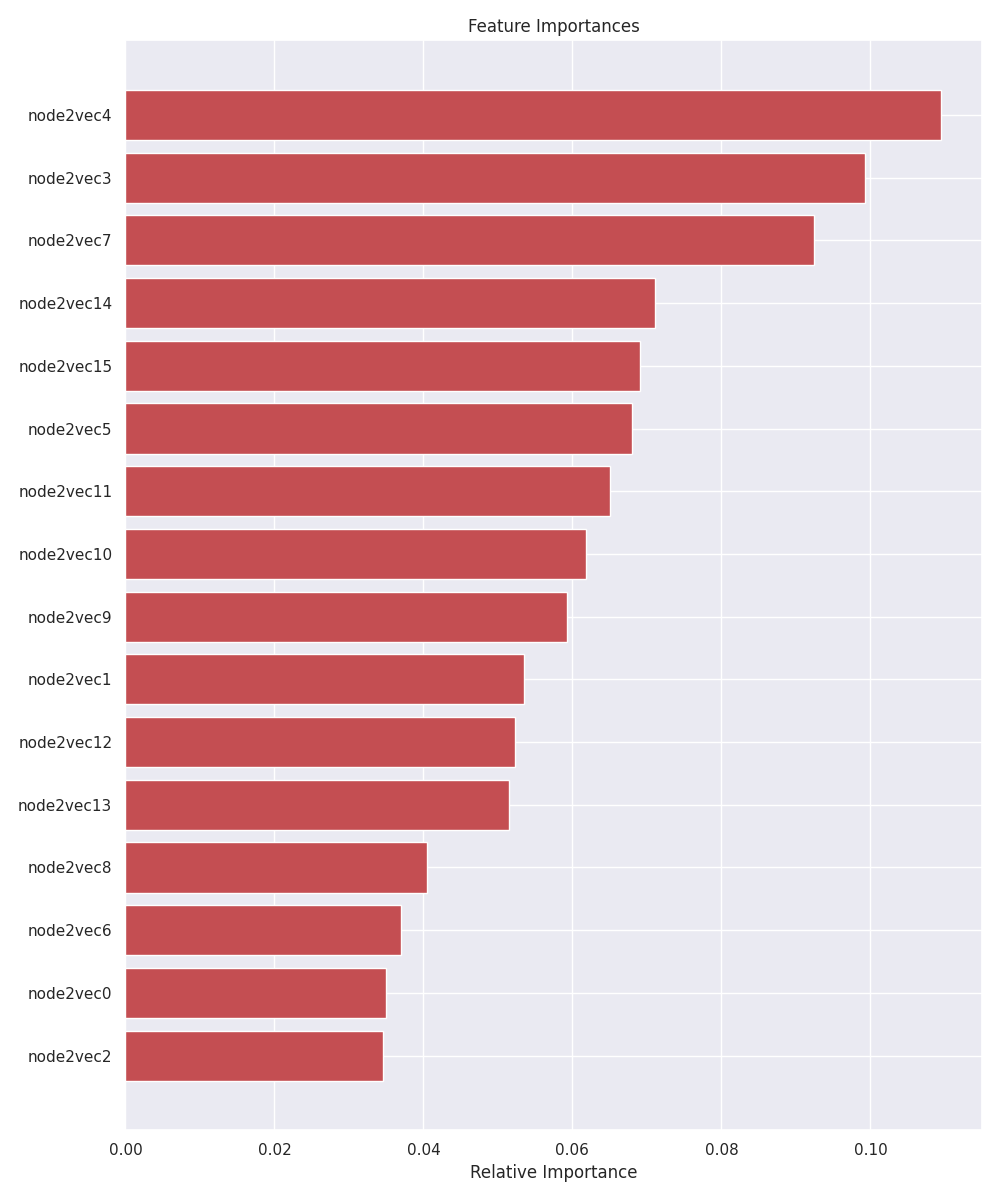 Feature Importances
node2vec4
node2vec3
node2vec7
node2vec14
node2vec15
node2vec5
node2vec11
node2vec10
node2vec9
node2vec1
node2vec12
node2vec13
node2vec8
node2vec6
node2vec0
node2vec2
0.00 0.02 0.04 0.06 0.08 0.10
Relative Importance